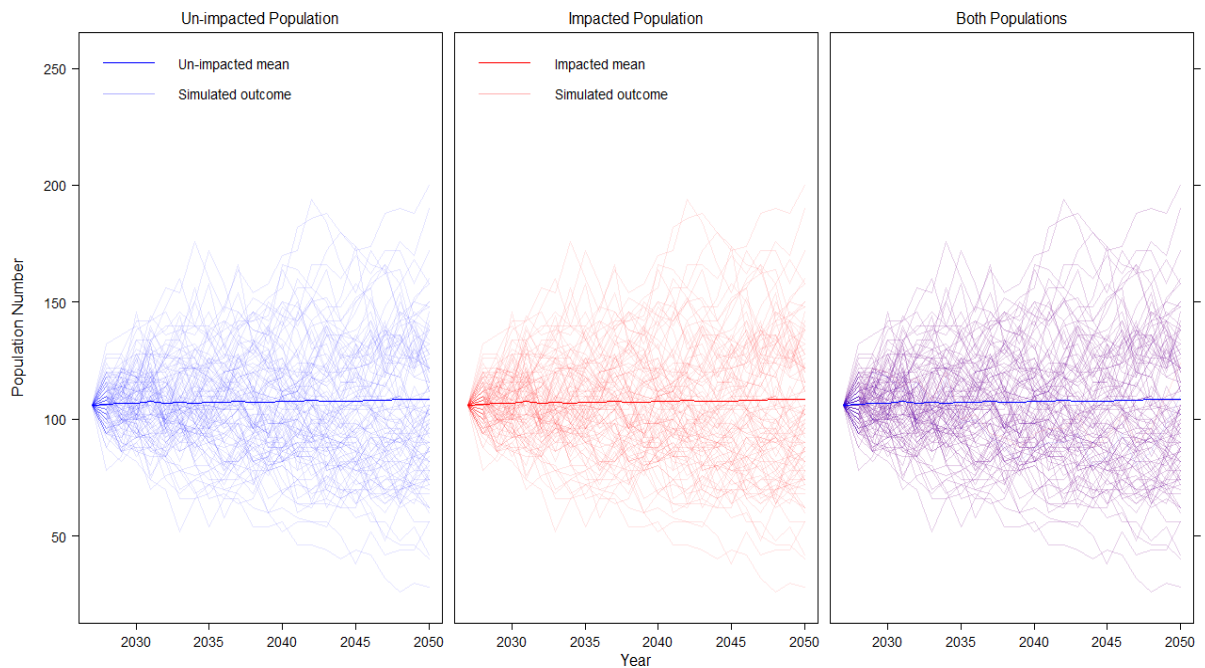 Un-impacted Population
Impacted Population
Both Populations
Un-impacted mean
Simulated outcome
Impacted mean
Simulated outcome
Population Number
250
200
150
100
50
2030 2035 2040 2045 2050
2030 2035 2040 2045 2050
2030 2035 2040 2045 2050
Year